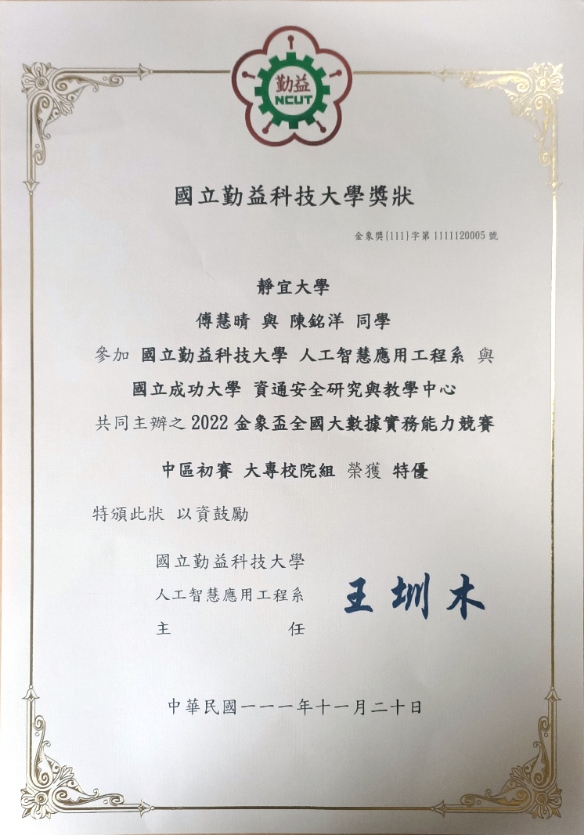 勤益
NCUT
國立勤益科技大學獎狀
金象獎(111)字第 1111120005 號
靜宜大學
傅慧晴 與 陳銘洋 同學
參加 國立勤益科技大學 人工智慧應用工程系 與
國立成功大學 資通安全研究與教學中心
共同主辦之 2022 金象盃全國大數據實務能力競賽
中區初賽 大專校院組 榮獲 特優
特頒此狀 以資鼓勵
國立勤益科技大學
人工智慧應用工程系
主 任
王圳木
中華民國一一一年十一月二十日